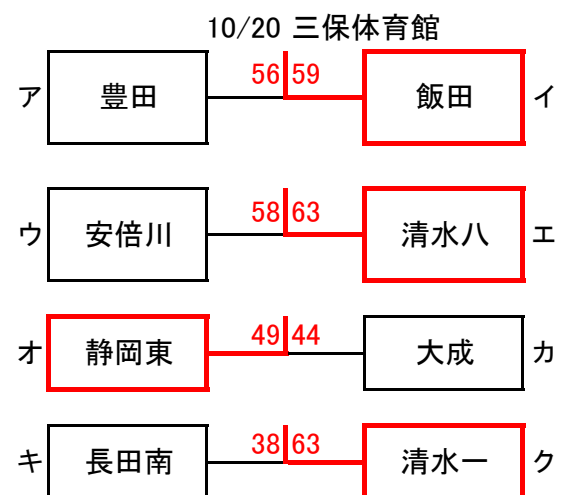 10/20 三保体育館
ア 豊田 56 59 飯田 イ
ウ 安倍川 58 63 清水八 エ
オ 静岡東 49 44 大成 カ
キ 長田南 38 63 清水一 ク